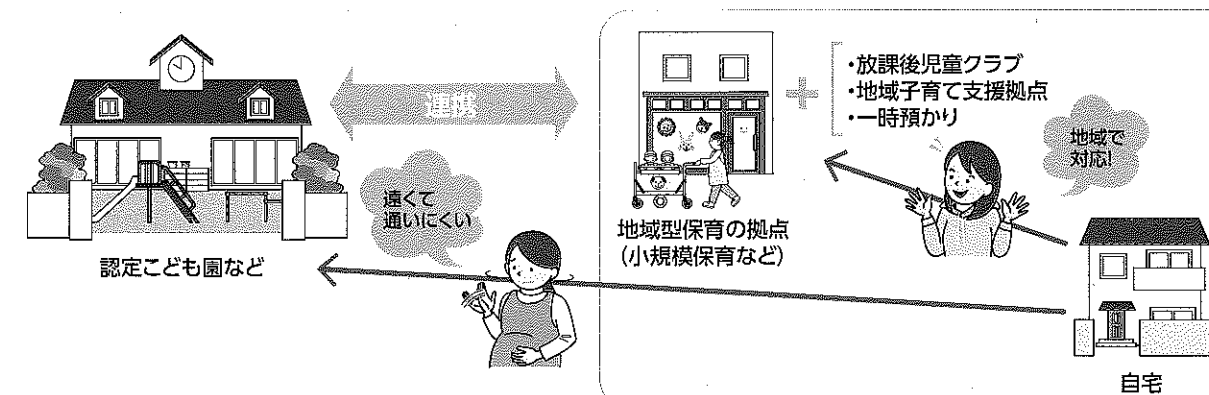 連携
・放課後児童クラブ
・地域子育て支援拠点
・一時預かり
地域で
対応!
遠くて
通いにくい
地域型保育の拠点
(小規模保育など)
認定こども園など
自宅